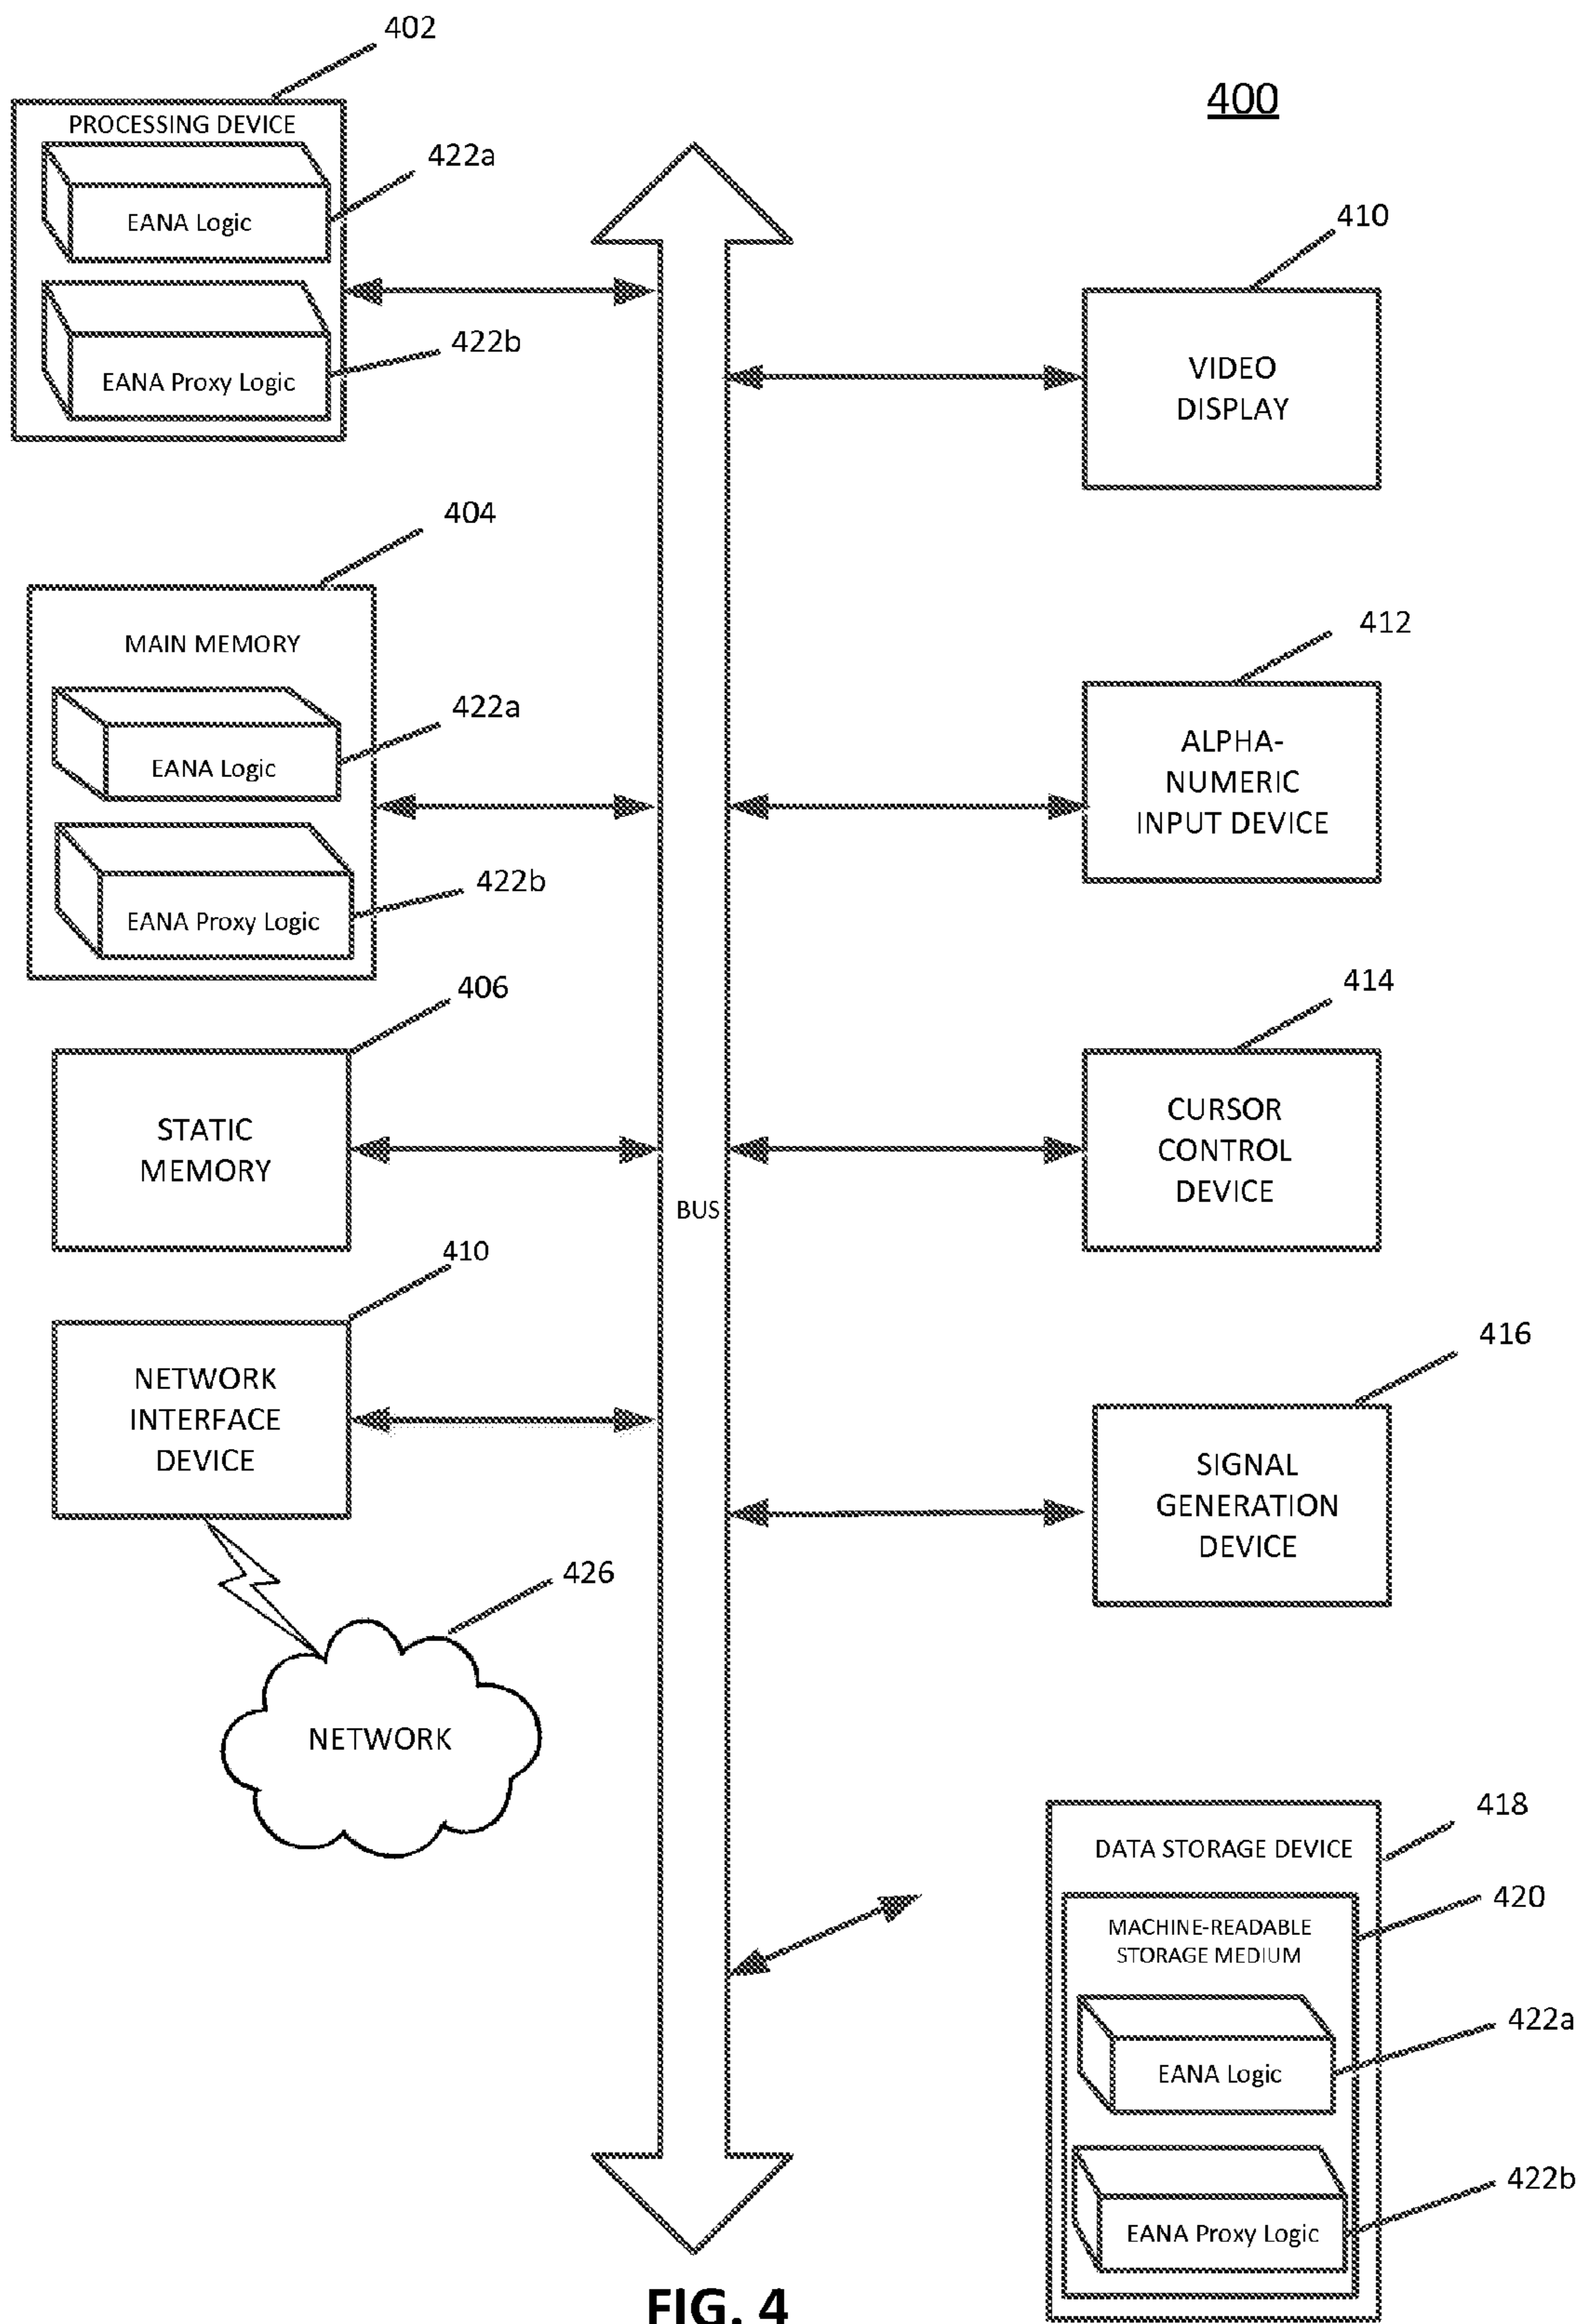 402
400
PROCESSING DEVICE
422a
EANA Logic
422b
EANA Proxy Logic
410
VIDEO
DISPLAY
404
MAIN MEMORY
422a
EANA Logic
422b
EANA Proxy Logic
412
ALPHA-
NUMERIC
INPUT DEVICE
406
STATIC
MEMORY
414
CURSOR
CONTROL
DEVICE
BUS
410
NETWORK
INTERFACE
DEVICE
416
SIGNAL
GENERATION
DEVICE
426
NETWORK
418
DATA STORAGE DEVICE
420
MACHINE-READABLE
STORAGE MEDIUM
422a
EANA Logic
422b
EANA Proxy Logic
FIG. 4